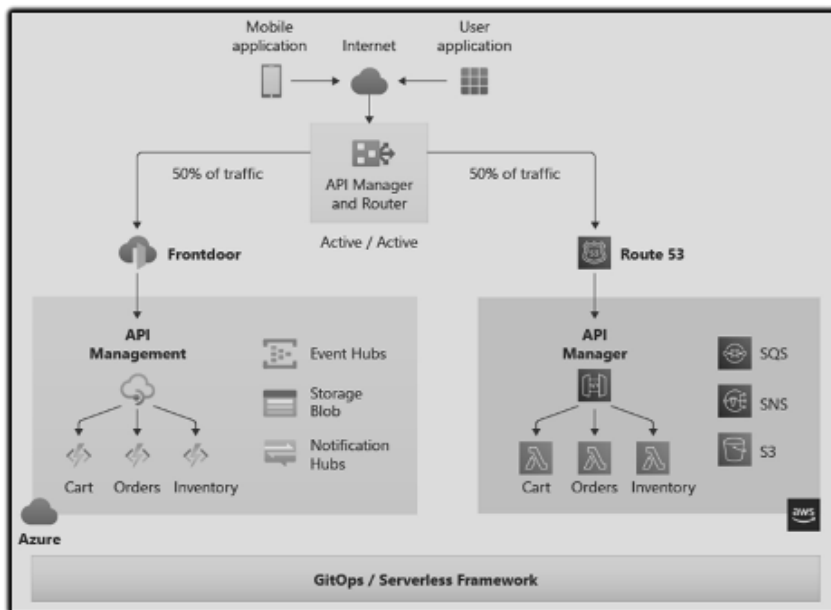 Mobile
application
Internet
User
application
50% of traffic
API Manager
and Router
50% of traffic
Active / Active
Frontdoor
Route 53
API
Management
Event Hubs
Storage
Blob
Notification
Hubs
Cart
Orders
Inventory
Azure
API
Manager
SQS
SNS
S3
Cart
Orders
Inventory
aws
GitOps / Serverless Framework